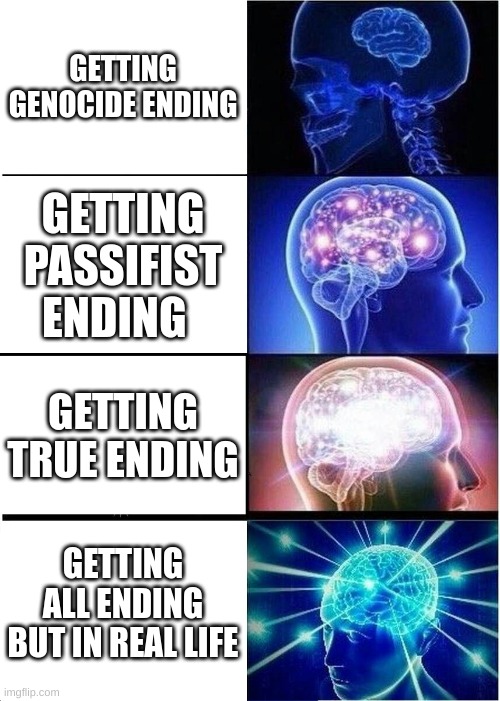 GETTING
GENOCIDE ENDING
GETTING
PASSIFIST
ENDING
GETTING
TRUE ENDING
GETTING
ALL ENDING
BUT IN REAL LIFE
imgflip.com